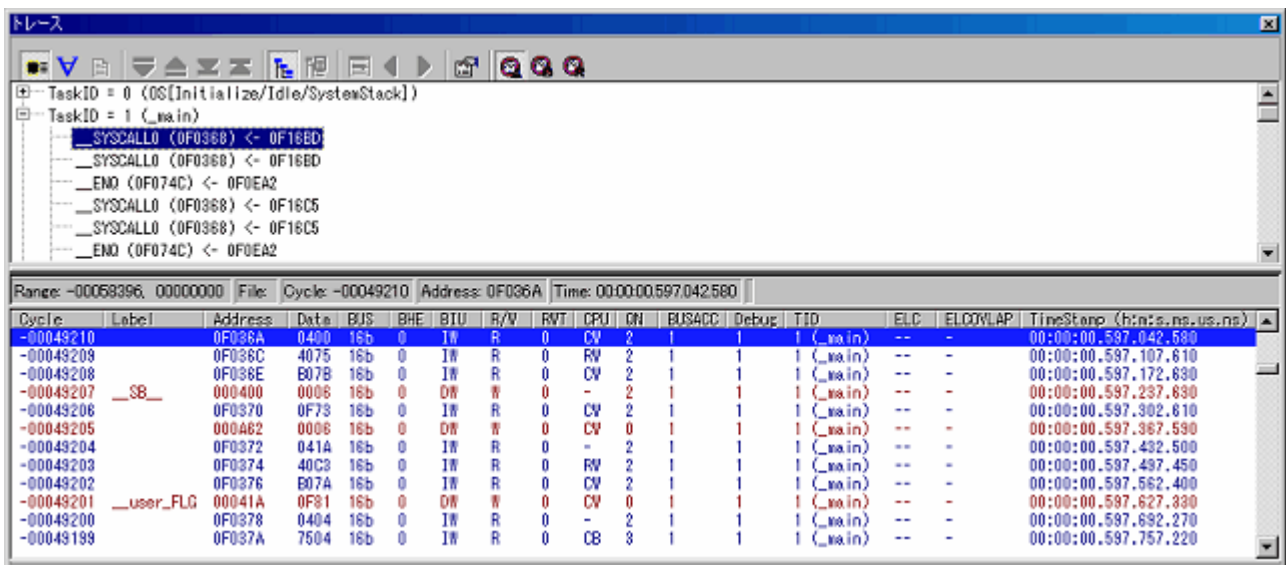 トレース
TaskID = 0 (OS[Initialize/Idle/SystemStack])
TaskID = 1 (_main)
__SYSCALL0 (0F0368) <- 0F16BD
__SYSCALL0 (0F0368) <- 0F16BD
__ENQ (0F074C) <- 0F0EA2
__SYSCALL0 (0F0368) <- 0F16C5
__SYSCALL0 (0F0368) <- 0F16C5
__ENQ (0F074C) <- 0F0EA2
Range: -00058396, 00000000 File: Cycle: -00049210 Address: 0F036A Time: 00:00:00.597.042.580
Cycle Label Address Data BUS BHE BIU R/W RWT CPU QN BUSACC Debug TID ELC ELCOVLAP TimeStamp (h:m:s.ms.us.ns)
-00049210 0F036A 0400 16b 0 IW R 0 CW 2 1 1 1 (_main) -- - 00:00:00.597.042.580
-00049209 0F036C 4075 16b 0 IW R 0 RW 2 1 1 1 (_main) -- - 00:00:00.597.107.610
-00049208 0F036E B07B 16b 0 IW R 0 CW 2 1 1 1 (_main) -- - 00:00:00.597.172.630
-00049207 __SB__ 000400 0006 16b 0 DW W 0 - 2 1 1 1 (_main) -- - 00:00:00.597.237.630
-00049206 0F0370 0F73 16b 0 IW R 0 CW 2 1 1 1 (_main) -- - 00:00:00.597.302.610
-00049205 000A62 0006 16b 0 DW W 0 CW 0 1 1 1 (_main) -- - 00:00:00.597.367.590
-00049204 0F0372 041A 16b 0 IW R 0 - 2 1 1 1 (_main) -- - 00:00:00.597.432.500
-00049203 0F0374 40C3 16b 0 IW R 0 RW 2 1 1 1 (_main) -- - 00:00:00.597.497.450
-00049202 0F0376 B07A 16b 0 IW R 0 CW 2 1 1 1 (_main) -- - 00:00:00.597.562.400
-00049201 __user_FLG 00041A 0F81 16b 0 DW W 0 CW 0 1 1 1 (_main) -- - 00:00:00.597.627.330
-00049200 0F0378 0404 16b 0 IW R 0 - 2 1 1 1 (_main) -- - 00:00:00.597.692.270
-00049199 0F037A 7504 16b 0 IW R 0 CB 3 1 1 1 (_main) -- - 00:00:00.597.757.220